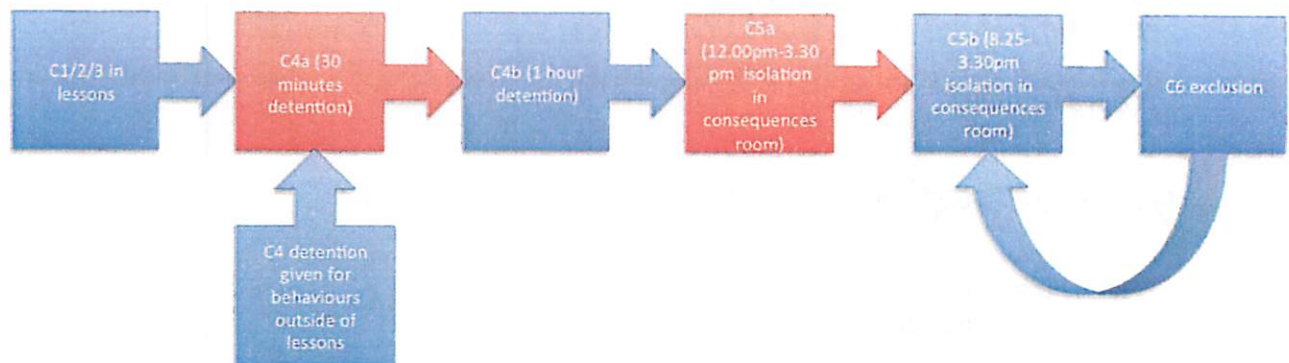 C1/2/3 in
lessons
C4a (30
minutes
detention)
C4b (1 hour
detention)
C5a
(12.00pm-3.30
pm isolation
in
consequences
room)
C5b (8.25-
3.30pm
isolation in
consequences
room)
C6 exclusion
C4 detention
given for
behaviours
outside of
lessons